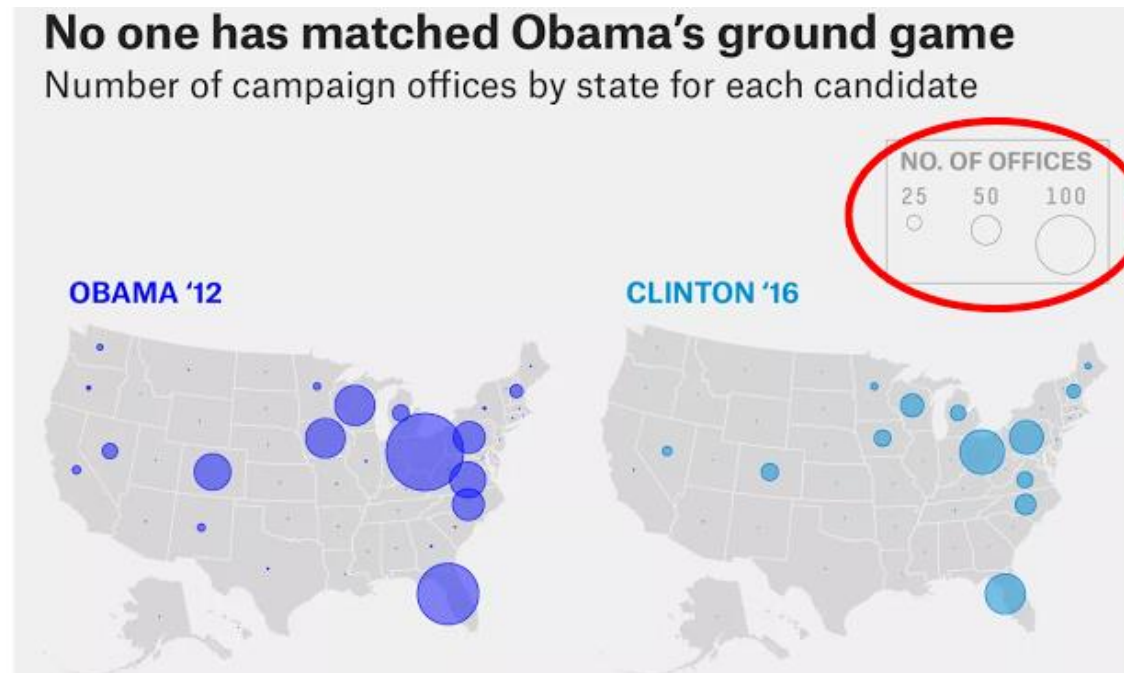 No one has matched Obama’s ground game
Number of campaign offices by state for each candidate
NO. OF OFFICES
25 50 100
OBAMA ‘12
CLINTON ‘16